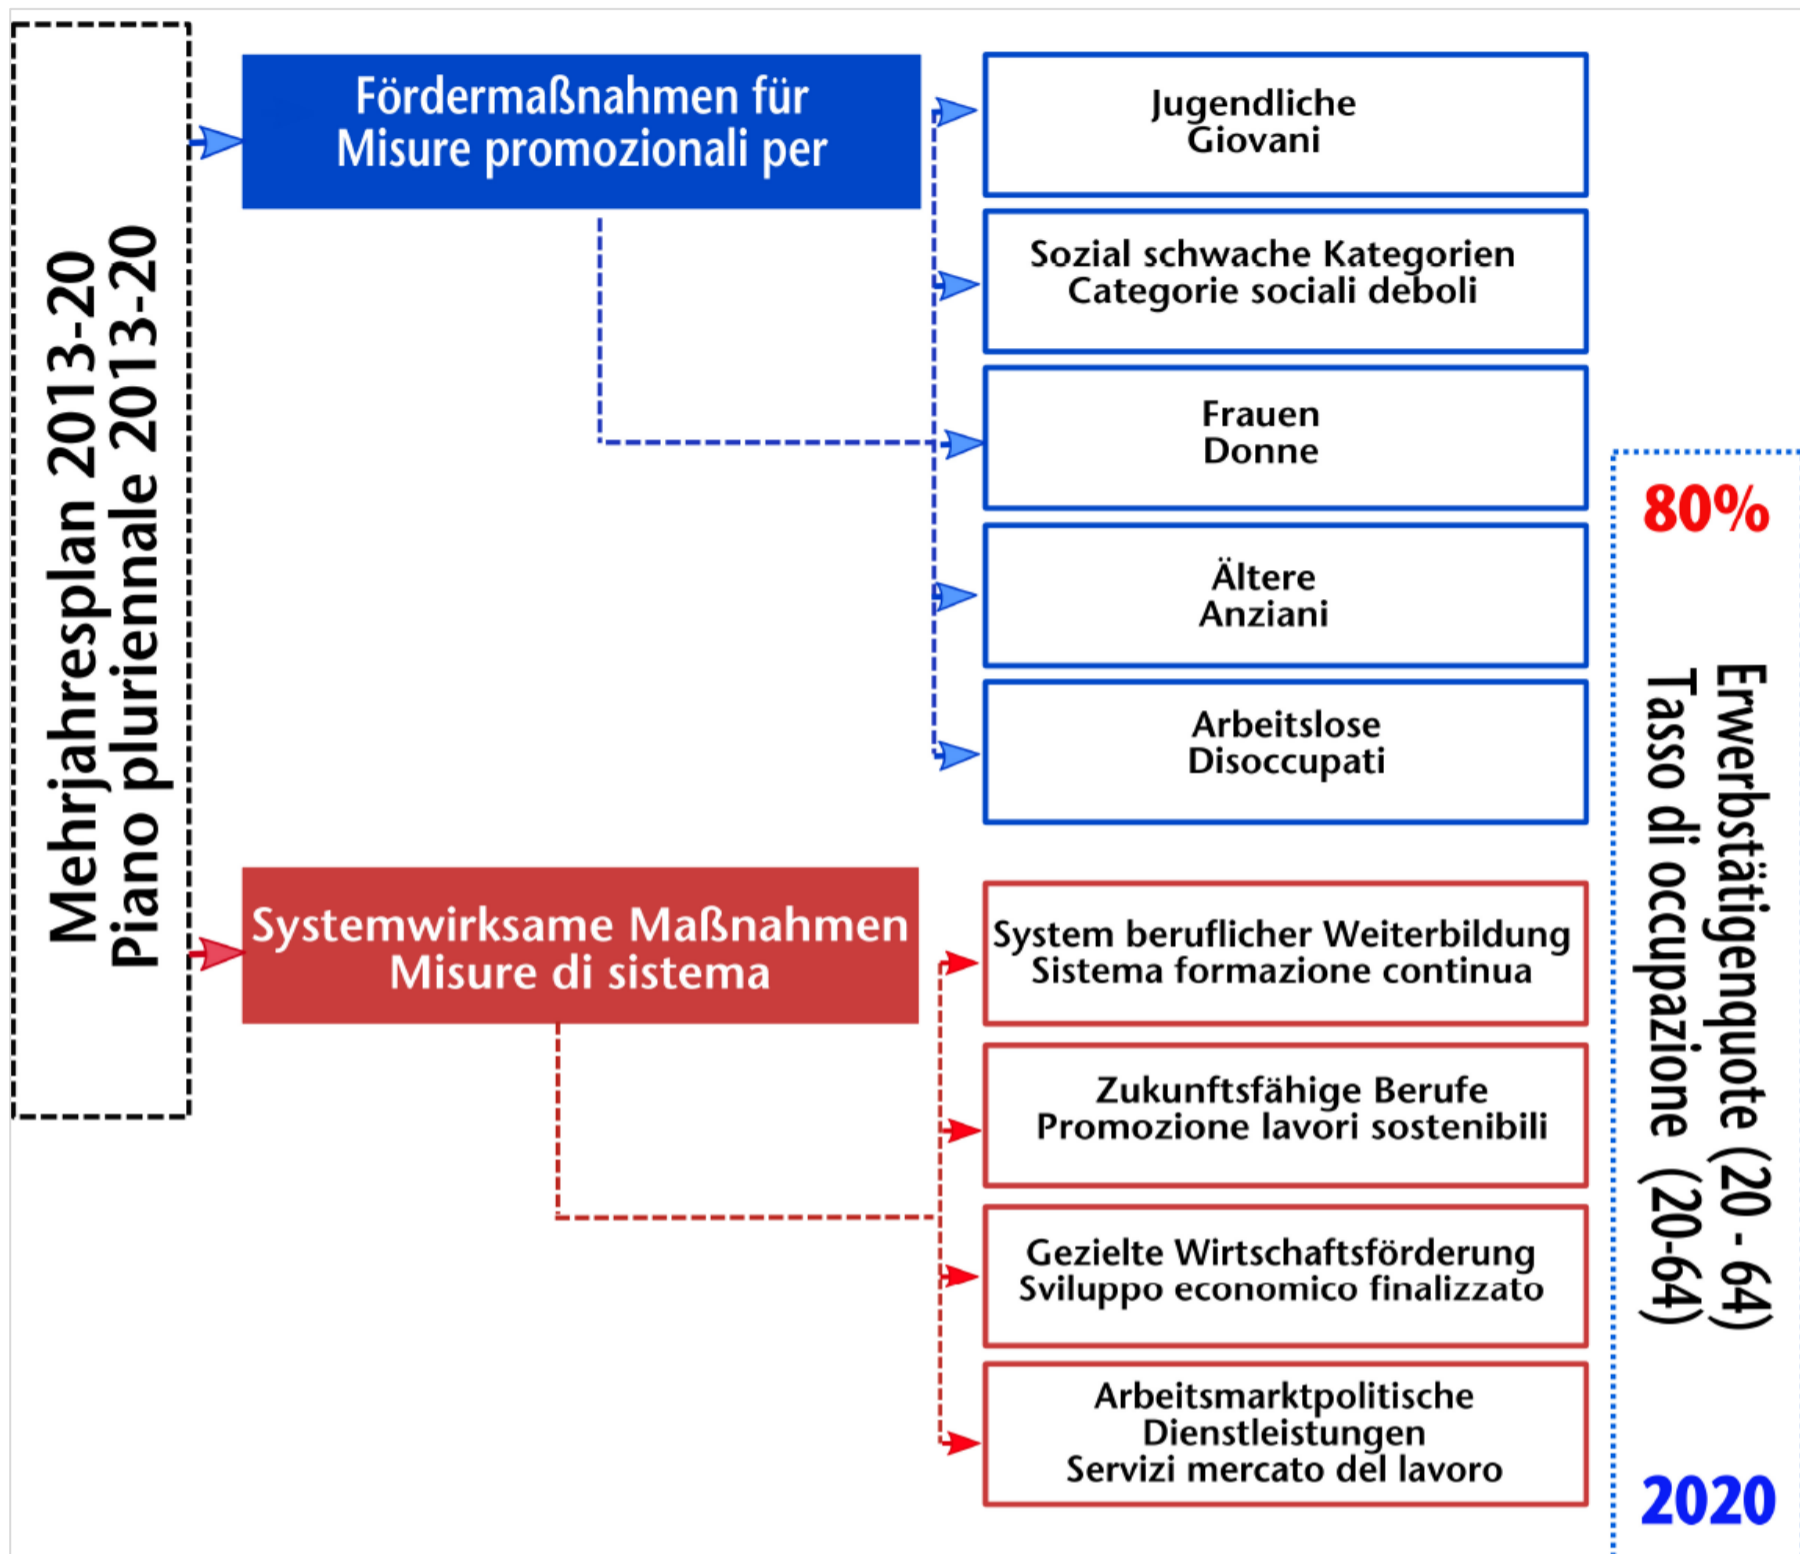 Mehrjahresplan 2013-20
Piano pluriennale 2013-20
Fördermaßnahmen für
Misure promozionali per
Jugendliche
Giovani
Sozial schwache Kategorien
Categorie sociali deboli
Frauen
Donne
Ältere
Anziani
Arbeitslose
Disoccupati
Systemwirksame Maßnahmen
Misure di sistema
System beruflicher Weiterbildung
Sistema formazione continua
Zukunftsfähige Berufe
Promozione lavori sostenibili
Gezielte Wirtschaftsförderung
Sviluppo economico finalizzato
Arbeitsmarktpolitische
Dienstleistungen
Servizi mercato del lavoro
80%
Erwerbstätigenquote (20 - 64)
Tasso di occupazione (20-64)
2020